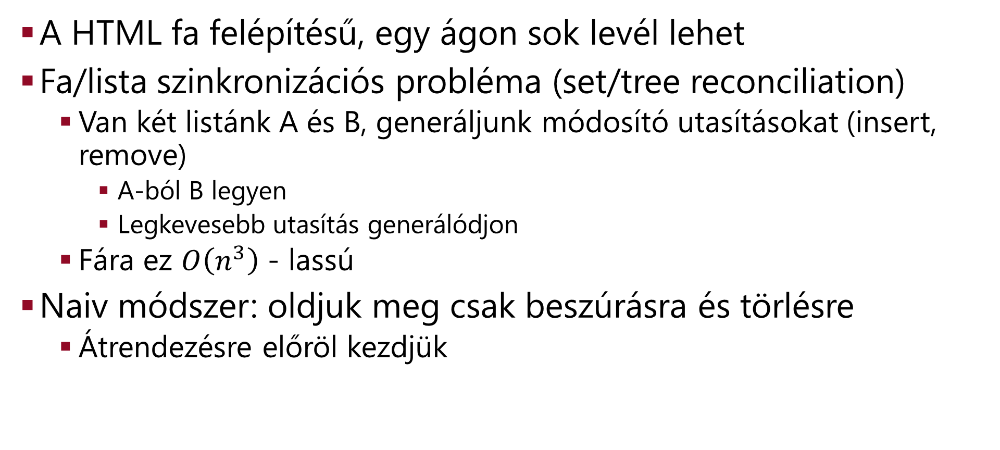 ▪ A HTML fa felépítésű, egy ágon sok levél lehet
▪ Fa/lista szinkronizációs probléma (set/tree reconciliation)
▪ Van két listánk A és B, generáljunk módosító utasításokat (insert,
remove)
▪ A-ból B legyen
▪ Legkevesebb utasítás generálódjon
▪ Fára ez O(n³) - lassú
▪ Naiv módszer: oldjuk meg csak beszúrásra és törlésre
▪ Átrendezésre előröl kezdjük